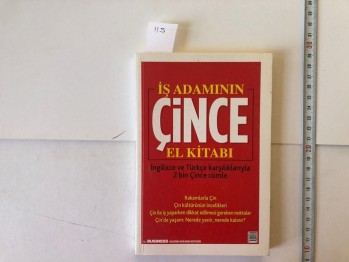 115
İŞ ADAMININ
ÇİNCE
EL KİTABI
İngilizce ve Türkçe karşılıklarıyla
2 bin Çince cümle
Rakamlarla Çin
Çin kültürünün incelikleri
Çin ile iş yaparken dikkat edilmesi gereken noktalar
Çin'de yaşam: Nerede yenir, nerede kalınır?
BUSINESS